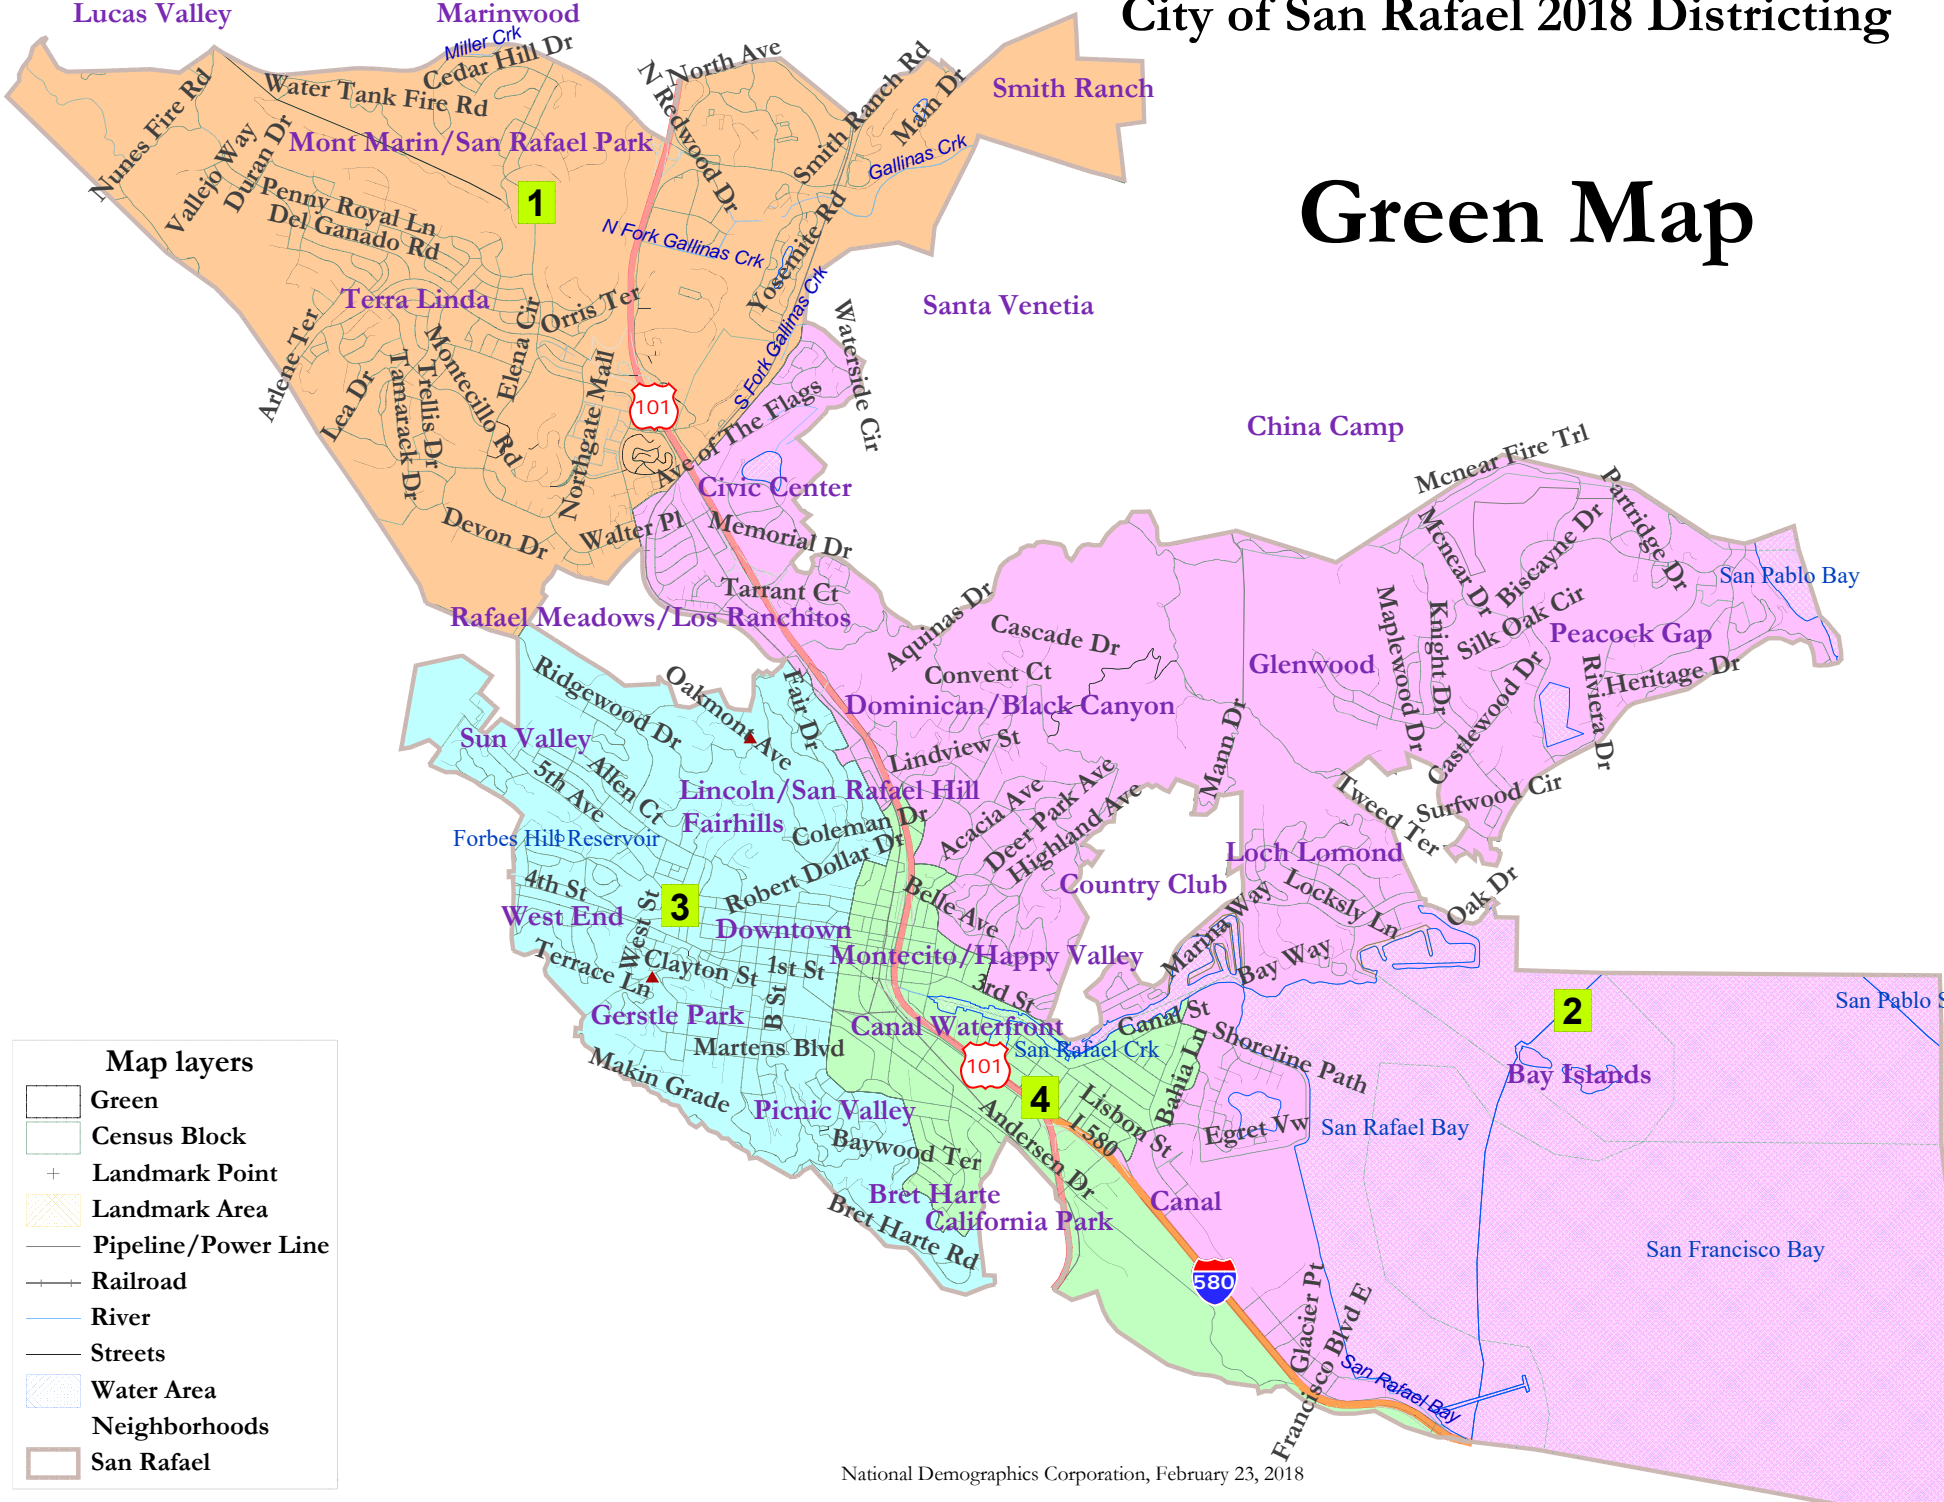 City of San Rafael 2018 Districting
Green Map
Lucas Valley
Marinwood
Miller Crk
Cedar Hill Dr
Water Tank Fire Rd
Nunes Fire Rd
Mont Marin/San Rafael Park
N Redwood Dr
North Ave
Smith Ranch Rd
Main Dr
Smith Ranch
Gallinas Crk
Vallejo Way
Duran Dr
Penny Royal Ln
Del Ganado Rd
1
N Fork Gallinas Crk
Yosemite Rd
S Fork Gallinas Crk
Santa Venetia
Terra Linda
Orris Ter
Elena Cir
Arlene Ter
Lea Dr
Tamarack Dr
Trellis Dr
Montecillo Rd
Northgate Mall
101
Waterside Cir
Ave of The Flags
Civic Center
Devon Dr
Walter Pl
Memorial Dr
Tarrant Ct
Rafael Meadows/Los Ranchitos
China Camp
Mcnear Fire Trl
Partridge Dr
Mcnear Dr
Biscayne Dr
San Pablo Bay
Silk Oak Cir
Knight Dr
Maplewood Dr
Peacock Gap
Heritage Dr
Riviera Dr
Castlewood Dr
Glenwood
Aquinas Dr
Cascade Dr
Convent Ct
Dominican/Black Canyon
Lindview St
Mann Dr
Surfwood Cir
Tweed Ter
Ridgewood Dr
Oakmont Ave
Fair Dr
Sun Valley
5th Ave
Allen Ct
Lincoln/San Rafael Hill
Fairhills
Coleman Dr
Robert Dollar Dr
Acacia Ave
Deer Park Ave
Highland Ave
Forbes Hill Reservoir
4th St
West End
West St
3
Downtown
Belle Ave
Country Club
Loch Lomond
Locksly Ln
Oak Dr
Marina Way
Bay Way
Montecito/Happy Valley
Terrace Ln
Clayton St
1st St
B St
3rd St
Gerstle Park
Martens Blvd
Makin Grade
Canal Waterfront
San Rafael Crk
Canal St
Shoreline Path
Bahia Ln
101
4
Lisbon St
I 580
Egret Vw
Andersen Dr
Picnic Valley
Baywood Ter
Bret Harte
California Park
Bret Harte Rd
Canal
580
Glacier Pt
Francisco Blvd E
San Rafael Bay
2
San Pablo S
Bay Islands
San Rafael Bay
San Francisco Bay
Map layers
Green
Census Block
Landmark Point
Landmark Area
Pipeline/Power Line
Railroad
River
Streets
Water Area
Neighborhoods
San Rafael
National Demographics Corporation, February 23, 2018